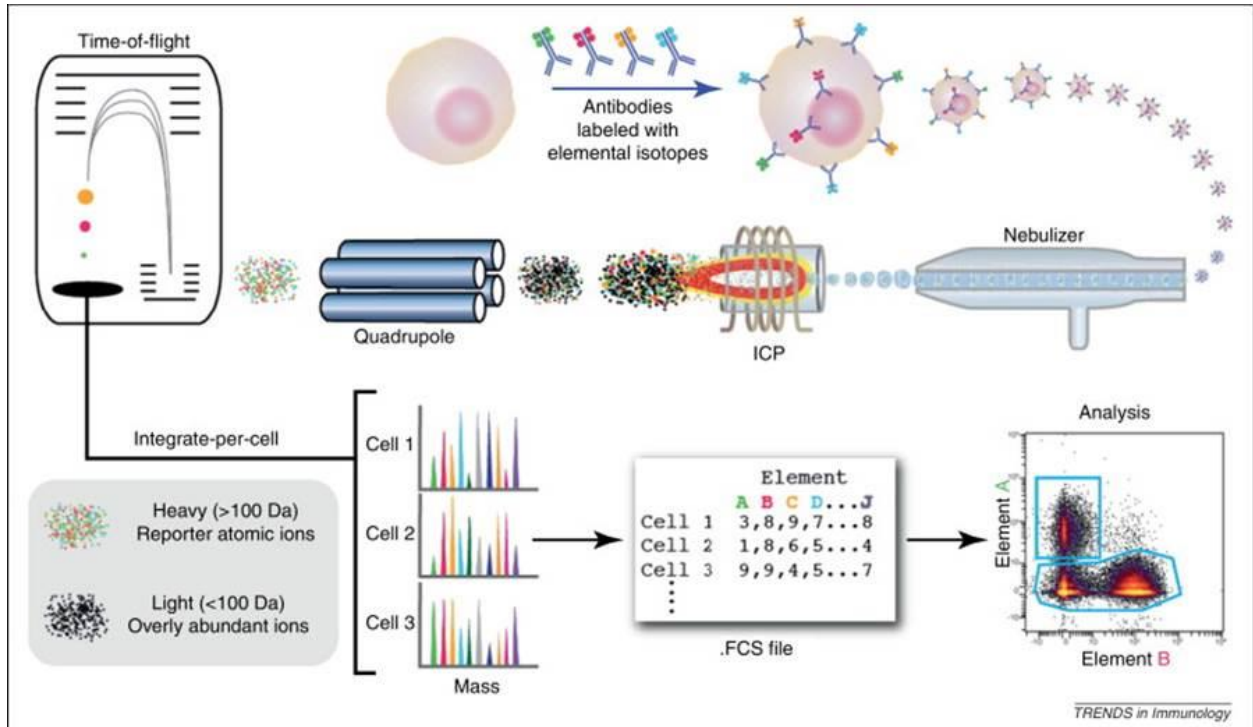 Time-of-flight
Antibodies
labeled with
elemental isotopes
Nebulizer
Quadrupole
ICP
Integrate-per-cell
Heavy (>100 Da)
Reporter atomic ions
Light (<100 Da)
Overly abundant ions
Cell 1
Cell 2
Cell 3
Mass
Element
A B C D...J
Cell 1 3,8,9,7...8
Cell 2 1,8,6,5...4
Cell 3 9,9,4,5...7
.FCS file
Analysis
Element A
Element B
TRENDS in Immunology